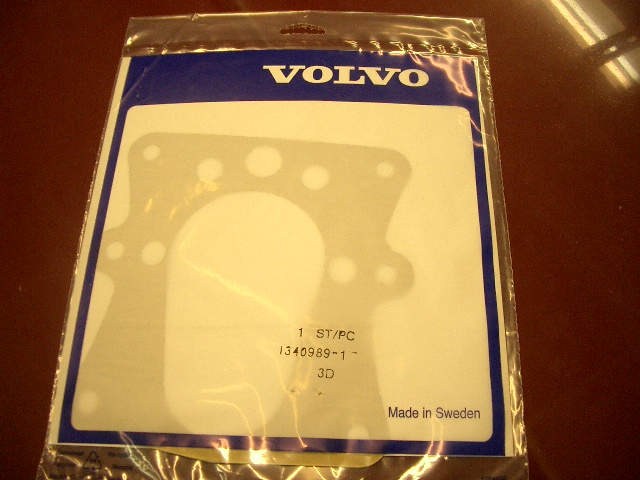 VOLVO
1 ST/PC
1340989-1
3D
Made in Sweden